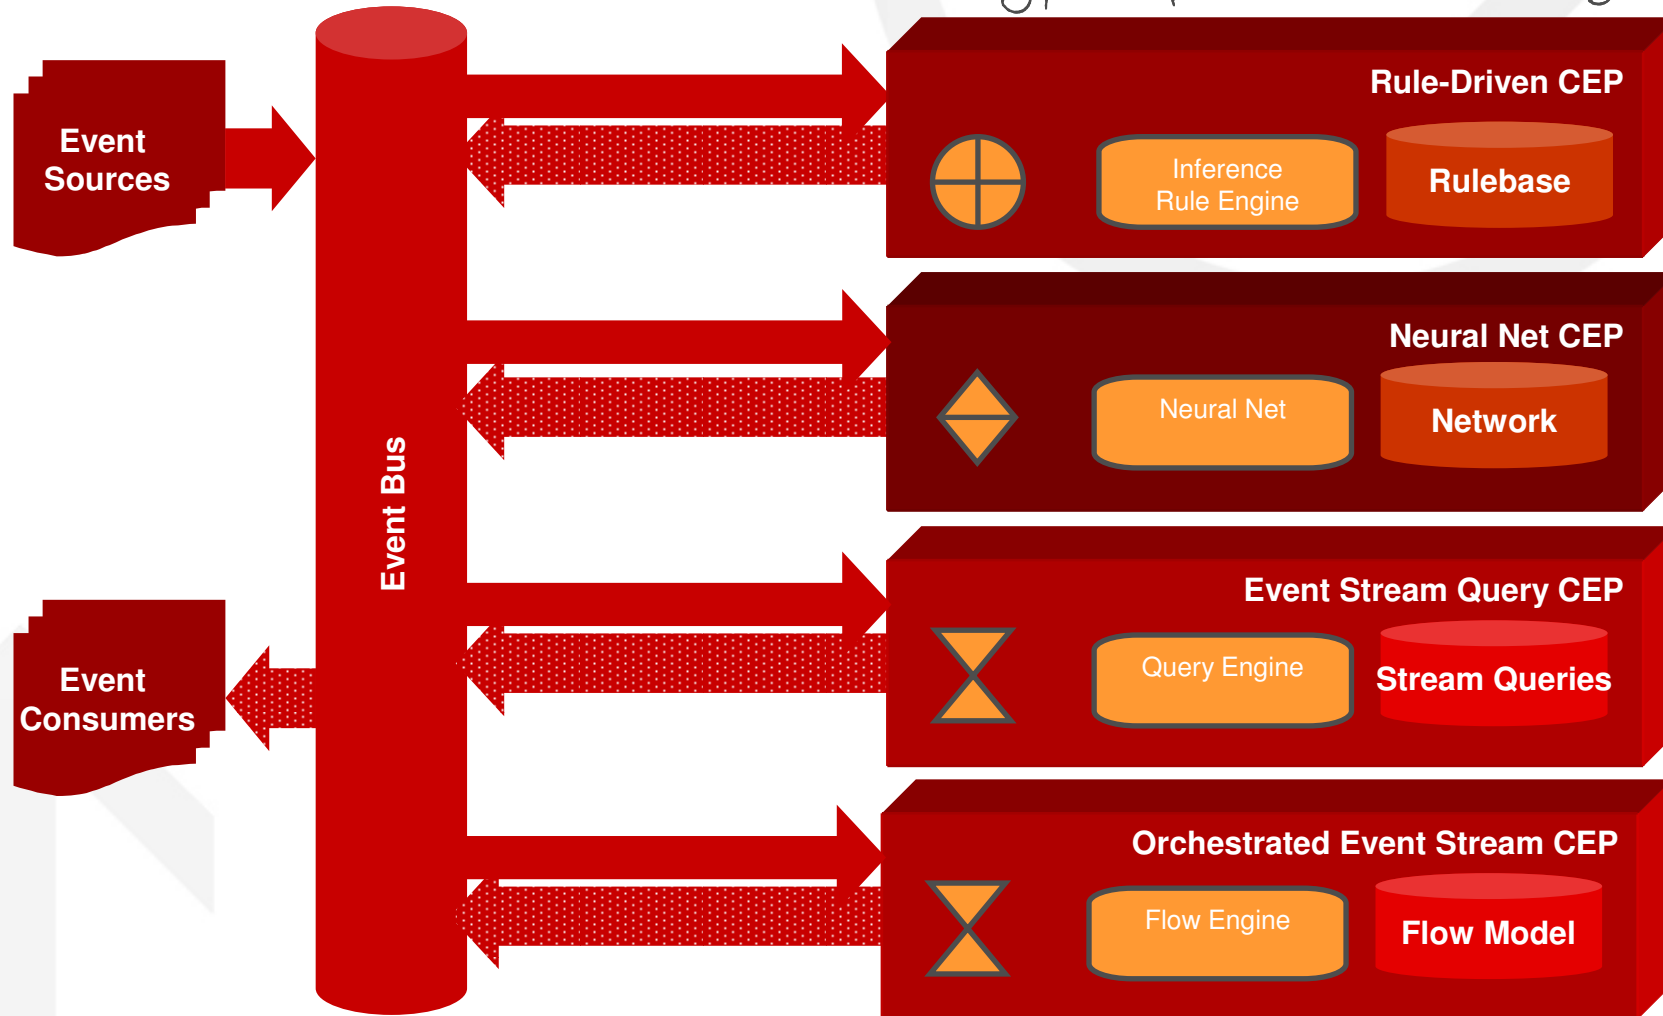 Rule-Driven CEP
Event
Sources
Inference
Rule Engine
Rulebase
Neural Net CEP
Neural Net
Network
Event Bus
Event Stream Query CEP
Query Engine
Stream Queries
Event
Consumers
Orchestrated Event Stream CEP
Flow Engine
Flow Model